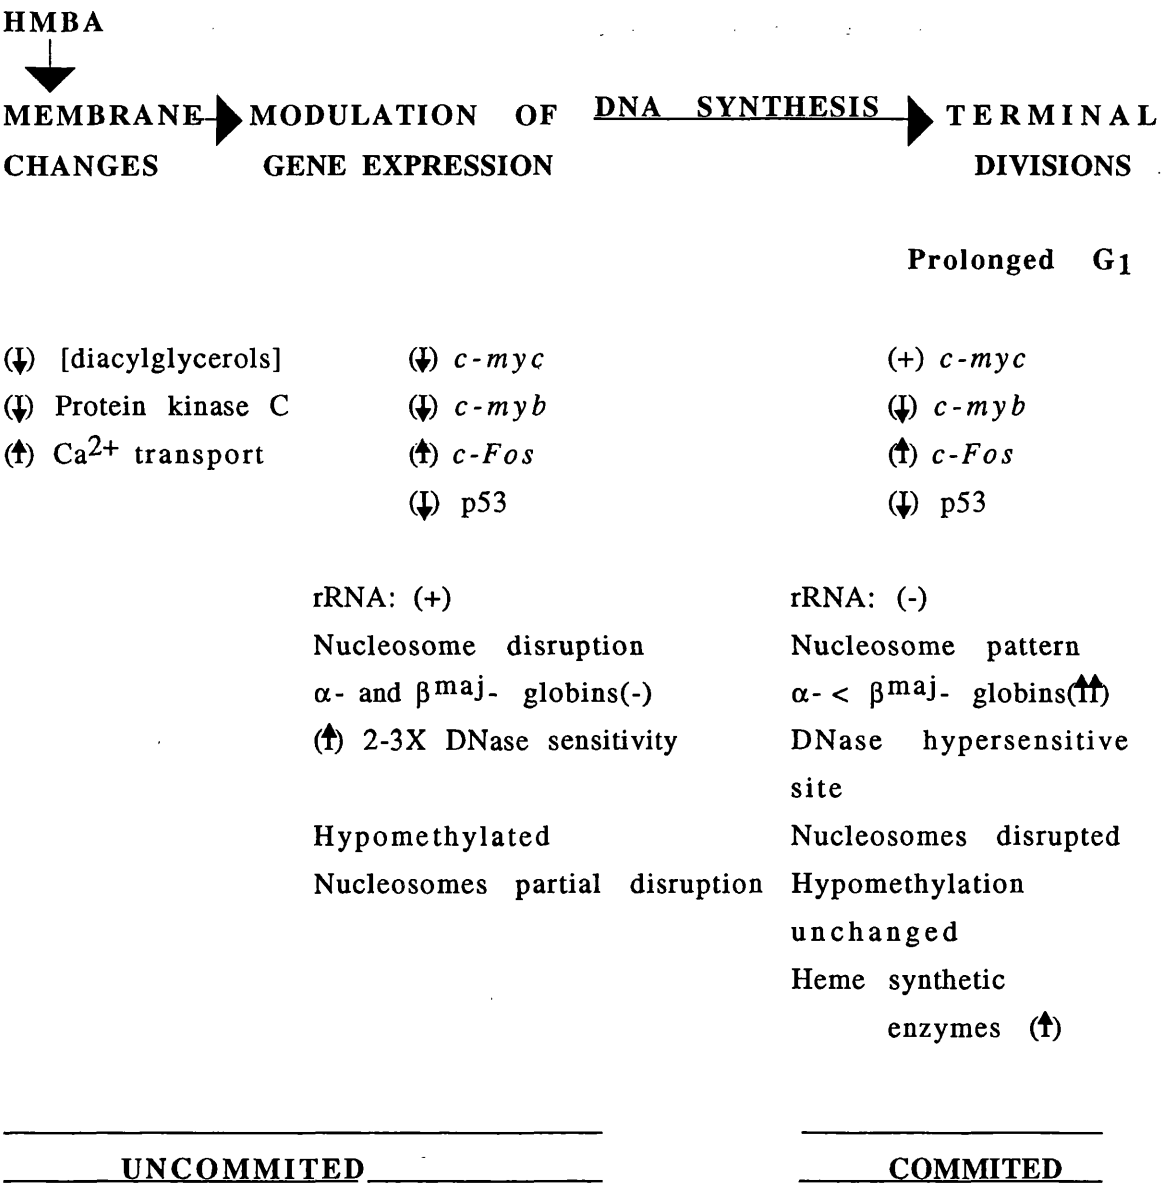 HMBA
MEMBRANE MODULATION OF DNA SYNTHESIS TERMINAL
CHANGES GENE EXPRESSION DIVISIONS
Prolonged G1
(↓) [diacylglycerols] (↓) c-myc (+) c-myc
(↓) Protein kinase C (↓) c-myb (↓) c-myb
(↑) Ca2+ transport (↑) c-Fos (↑) c-Fos
(↓) p53 (↓) p53
rRNA: (+) rRNA: (-)
Nucleosome disruption Nucleosome pattern
α- and βmaj- globins(-) α- < βmaj- globins(↑↑)
(↑) 2-3X DNase sensitivity DNase hypersensitive
site
Hypomethylated Nucleosomes disrupted
Nucleosomes partial disruption Hypomethylation
unchanged
Heme synthetic
enzymes (↑)
UNCOMMITED COMMITED